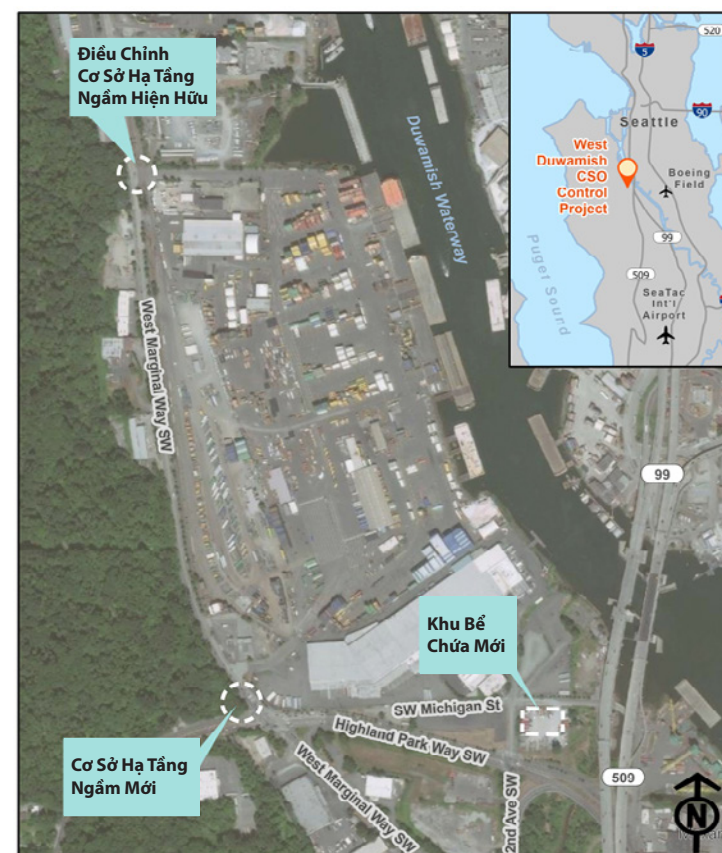 Điều Chỉnh
Cơ Sở Hạ Tầng
Ngầm Hiện Hữu
Duwamish Waterway
West Marginal Way SW
520
5
90
Seattle
West
Duwamish
CSO
Control
Project
Boeing
Field
99
509
Puget Sound
SeaTac
Int'l
Airport
99
Khu Bể
Chứa Mới
SW Michigan St
Highland Park Way SW
Cơ Sở Hạ Tầng
Ngầm Mới
West Marginal Way SW
2nd Ave SW
509
N